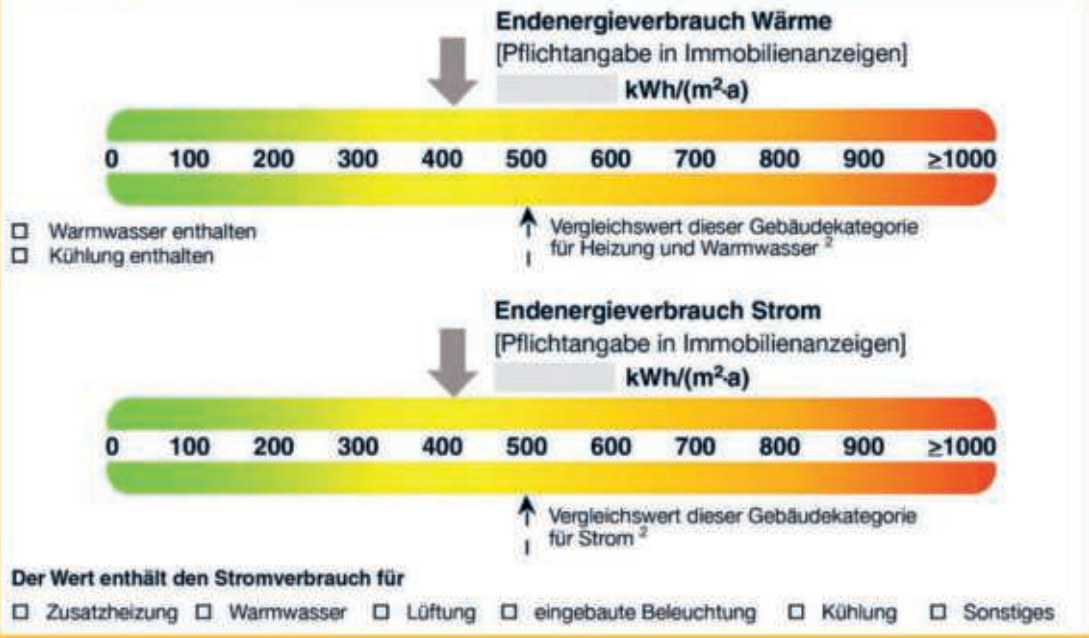 Endenergieverbrauch Wärme
[Pflichtangabe in Immobilienanzeigen]
kWh/(m²·a)
0 100 200 300 400 500 600 700 800 900 ≥1000
☐ Warmwasser enthalten
☐ Kühlung enthalten
Vergleichswert dieser Gebäudekategorie
für Heizung und Warmwasser ²
Endenergieverbrauch Strom
[Pflichtangabe in Immobilienanzeigen]
kWh/(m²·a)
0 100 200 300 400 500 600 700 800 900 ≥1000
Vergleichswert dieser Gebäudekategorie
für Strom ²
Der Wert enthält den Stromverbrauch für
☐ Zusatzheizung ☐ Warmwasser ☐ Lüftung ☐ eingebaute Beleuchtung ☐ Kühlung ☐ Sonstiges